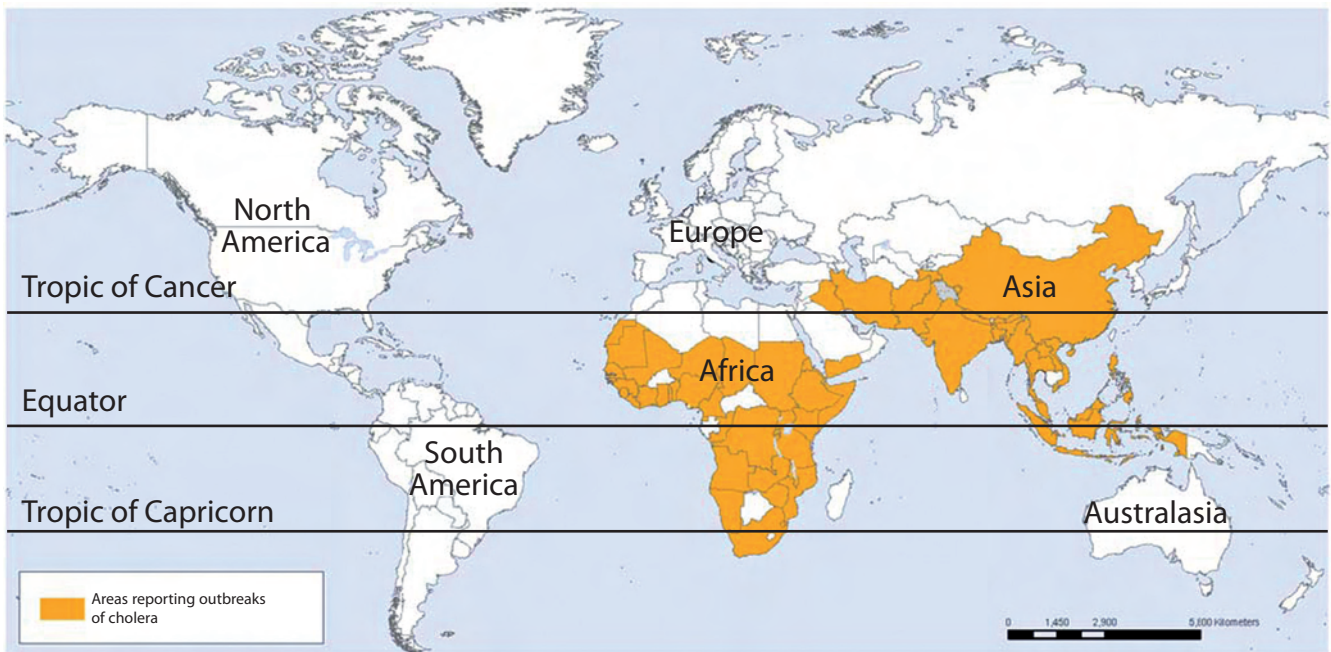 North
America
Europe
Tropic of Cancer
Asia
Africa
Equator
South
America
Tropic of Capricorn
Australasia
Areas reporting outbreaks
of cholera
0 1,450 2,900 5,800 Kilometers